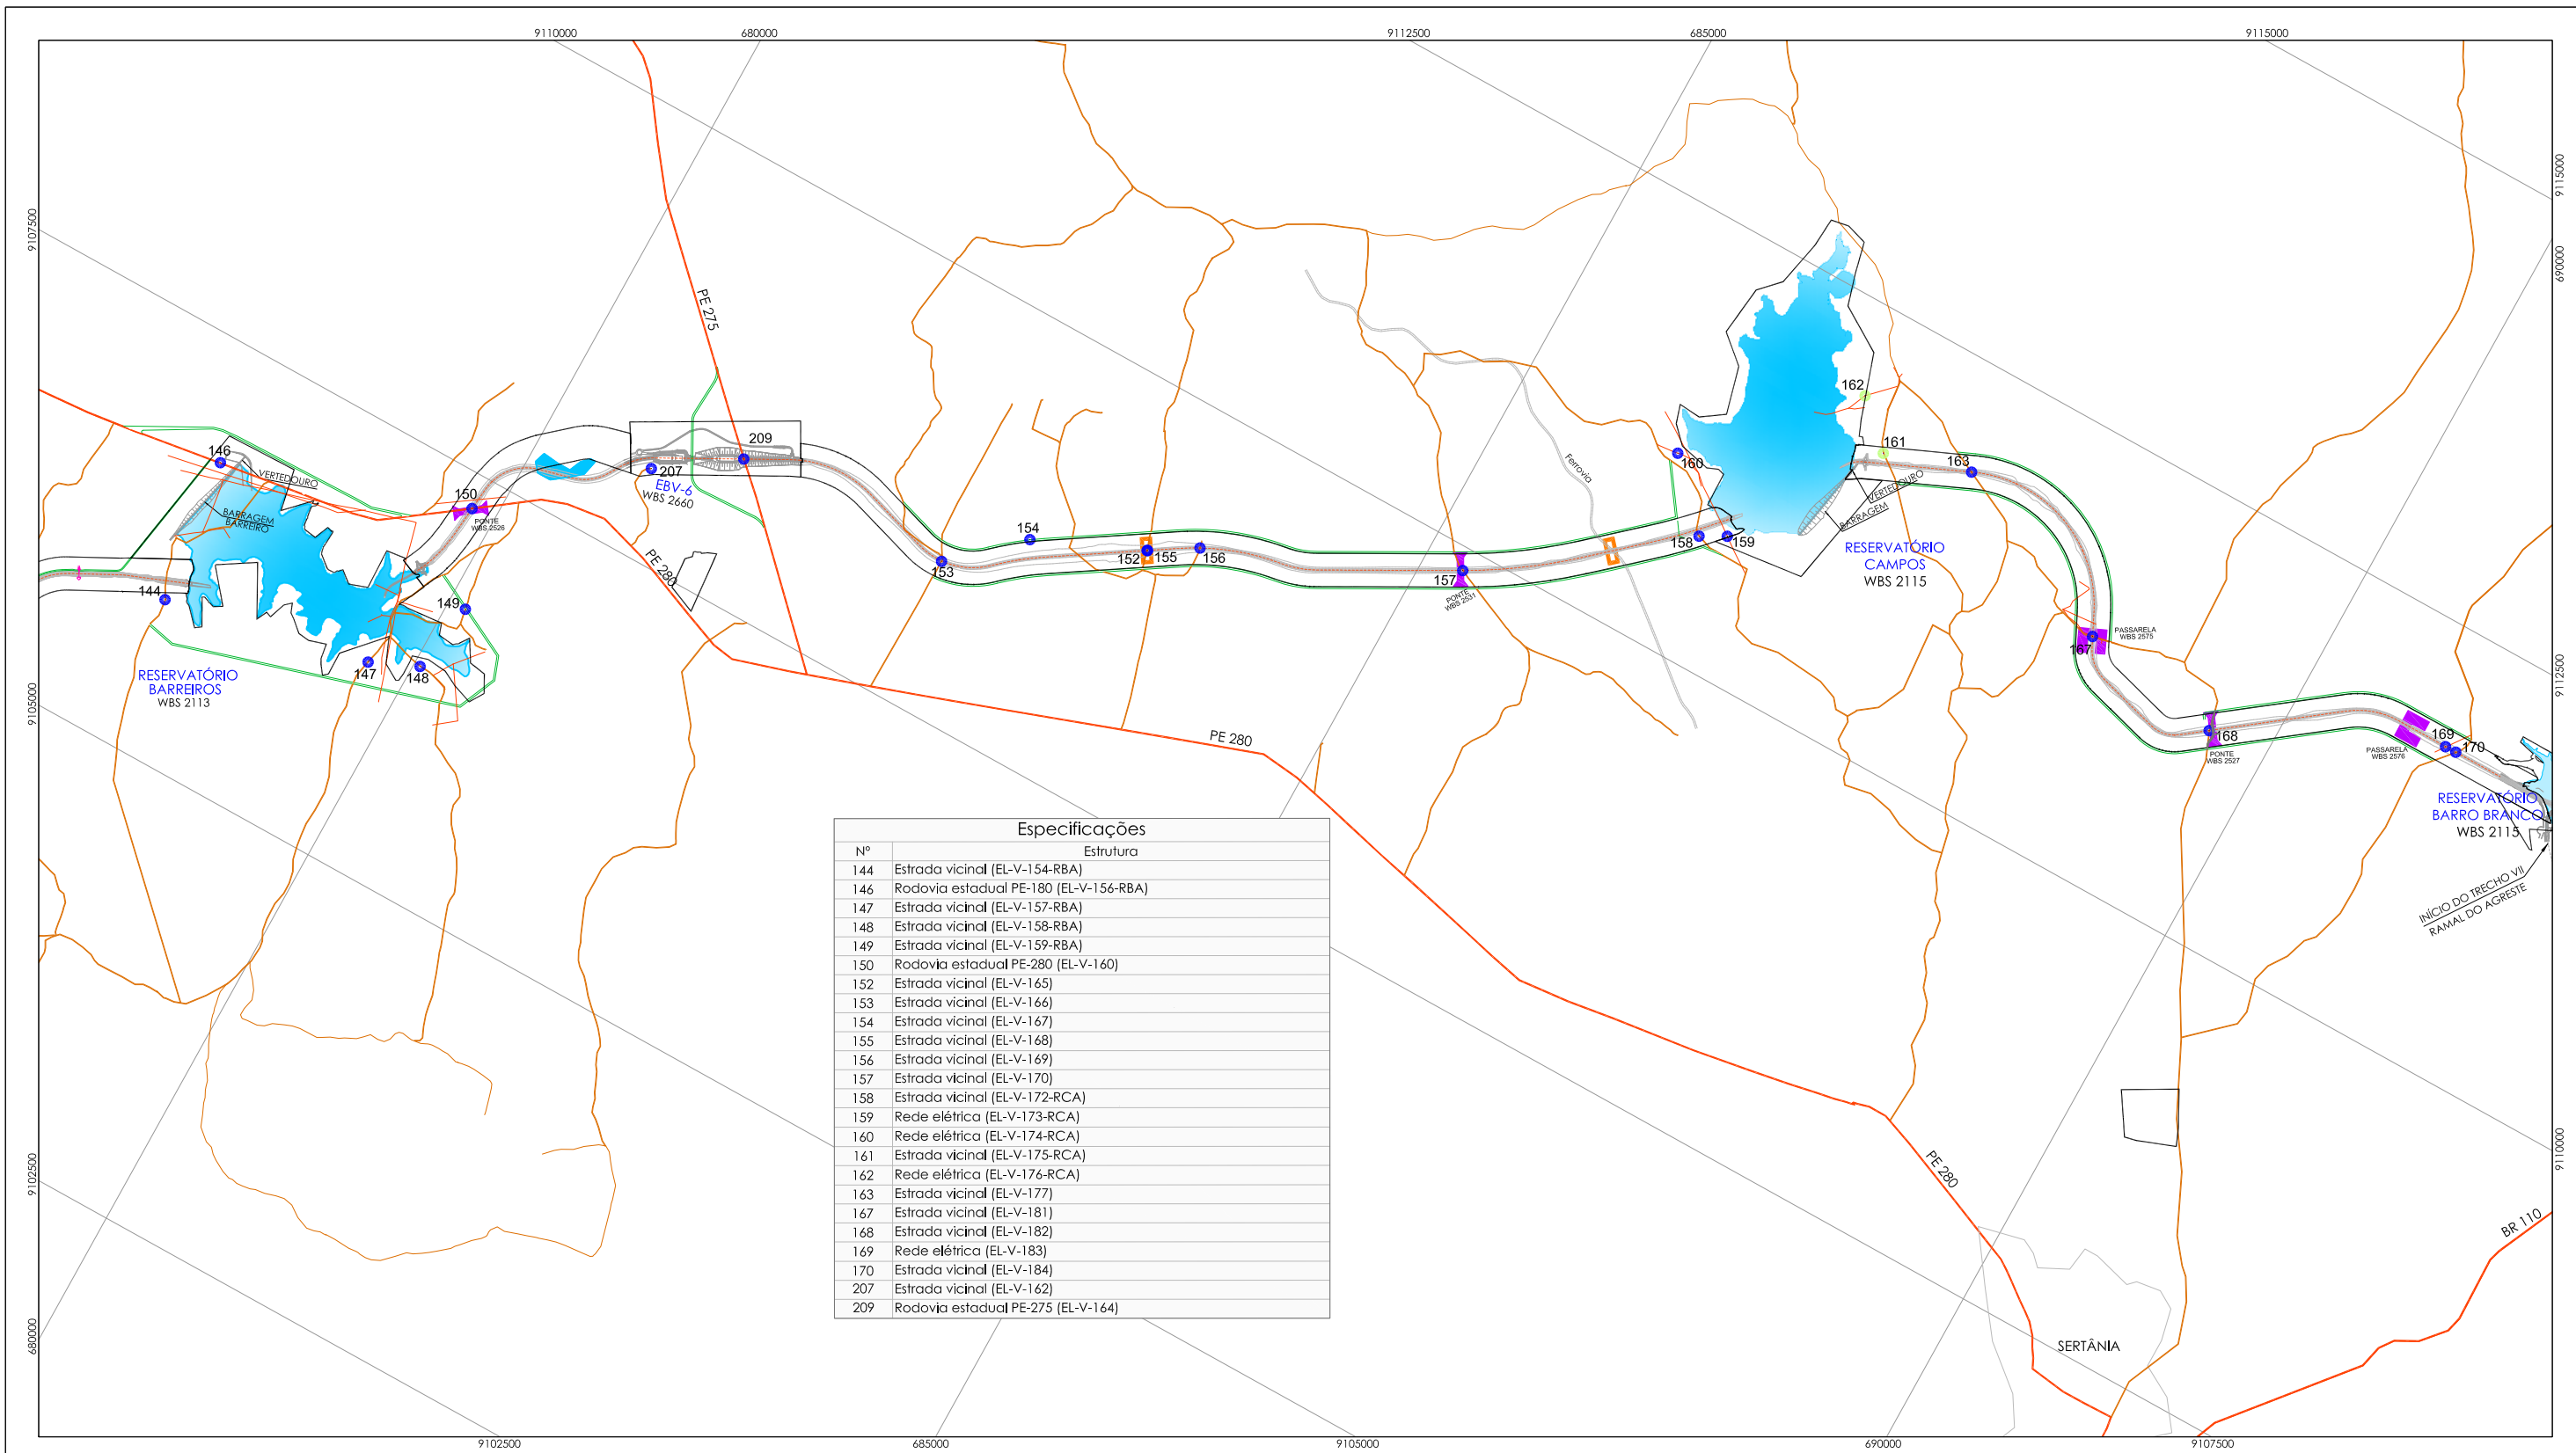 9110000
680000
9112500
685000
9115000
9107500
9115000
690000
PE 275
146
VERTEDOURO
BARRAGEM
BARREIRO
150
PONTE
WBS 2526
209
207
EBV-6
WBS 2660
PE 280
144
149
147
148
RESERVATÓRIO
BARREIROS
WBS 2113
154
153
152
155
156
Ferrovia
157
PONTE
WBS 2531
162
161
160
163
158
159
VERTEDOURO
BARRAGEM
RESERVATÓRIO
CAMPOS
WBS 2115
PASSARELA
WBS 2575
167
9112500
9105000
168
PONTE
WBS 2527
PASSARELA
WBS 2576
169
170
PE 280
RESERVATÓRIO
BARRO BRANCO
WBS 2115
INÍCIO DO TRECHO VII
RAMAL DO AGRESTE
Especificações
Nº Estrutura
144 Estrada vicinal (EL-V-154-RBA)
146 Rodovia estadual PE-180 (EL-V-156-RBA)
147 Estrada vicinal (EL-V-157-RBA)
148 Estrada vicinal (EL-V-158-RBA)
149 Estrada vicinal (EL-V-159-RBA)
150 Rodovia estadual PE-280 (EL-V-160)
152 Estrada vicinal (EL-V-165)
153 Estrada vicinal (EL-V-166)
154 Estrada vicinal (EL-V-167)
155 Estrada vicinal (EL-V-168)
156 Estrada vicinal (EL-V-169)
157 Estrada vicinal (EL-V-170)
158 Estrada vicinal (EL-V-172-RCA)
159 Rede elétrica (EL-V-173-RCA)
160 Rede elétrica (EL-V-174-RCA)
161 Estrada vicinal (EL-V-175-RCA)
162 Rede elétrica (EL-V-176-RCA)
163 Estrada vicinal (EL-V-177)
167 Estrada vicinal (EL-V-181)
168 Estrada vicinal (EL-V-182)
169 Rede elétrica (EL-V-183)
170 Estrada vicinal (EL-V-184)
207 Estrada vicinal (EL-V-162)
209 Rodovia estadual PE-275 (EL-V-164)
9102500
9110000
PE 280
BR 110
680000
SERTÂNIA
9102500
685000
9105000
690000
9107500